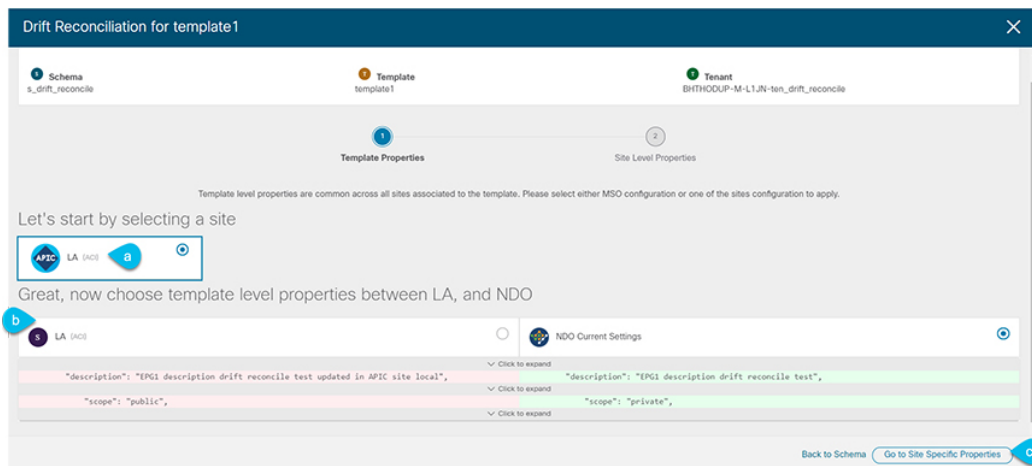 Drift Reconciliation for template1
S Schema
s_drift_reconcile
T Template
template1
T Tenant
BHTHODUP-M-L1JN-ten_drift_reconcile
1
Template Properties
2
Site Level Properties
Template level properties are common across all sites associated to the template. Please select either MSO configuration or one of the sites configuration to apply.
Let's start by selecting a site
APIC LA (ACI) a
Great, now choose template level properties between LA, and NDO
b
S LA (ACI)
NDO Current Settings
Click to expand
"description": "EPG1 description drift reconcile test updated in APIC site local", "description": "EPG1 description drift reconcile test",
Click to expand
"scope": "public", "scope": "private",
Click to expand
Back to Schema Go to Site Specific Properties